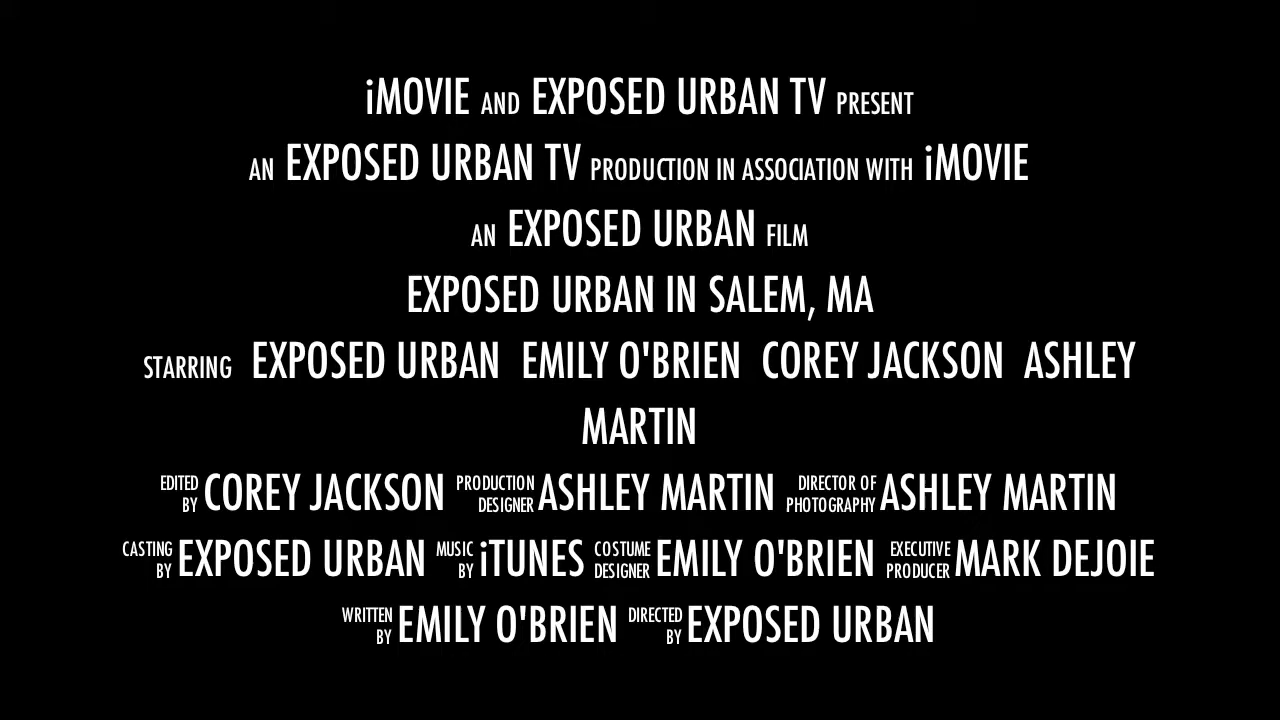 iMOVIE AND EXPOSED URBAN TV PRESENT
AN EXPOSED URBAN TV PRODUCTION IN ASSOCIATION WITH iMOVIE
AN EXPOSED URBAN FILM
EXPOSED URBAN IN SALEM, MA
STARRING EXPOSED URBAN EMILY O'BRIEN COREY JACKSON ASHLEY
MARTIN
EDITED BY COREY JACKSON PRODUCTION DESIGNER ASHLEY MARTIN DIRECTOR OF PHOTOGRAPHY ASHLEY MARTIN
CASTING BY EXPOSED URBAN MUSIC BY iTUNES COSTUME DESIGNER EMILY O'BRIEN EXECUTIVE PRODUCER MARK DEJOIE
WRITTEN BY EMILY O'BRIEN DIRECTED BY EXPOSED URBAN